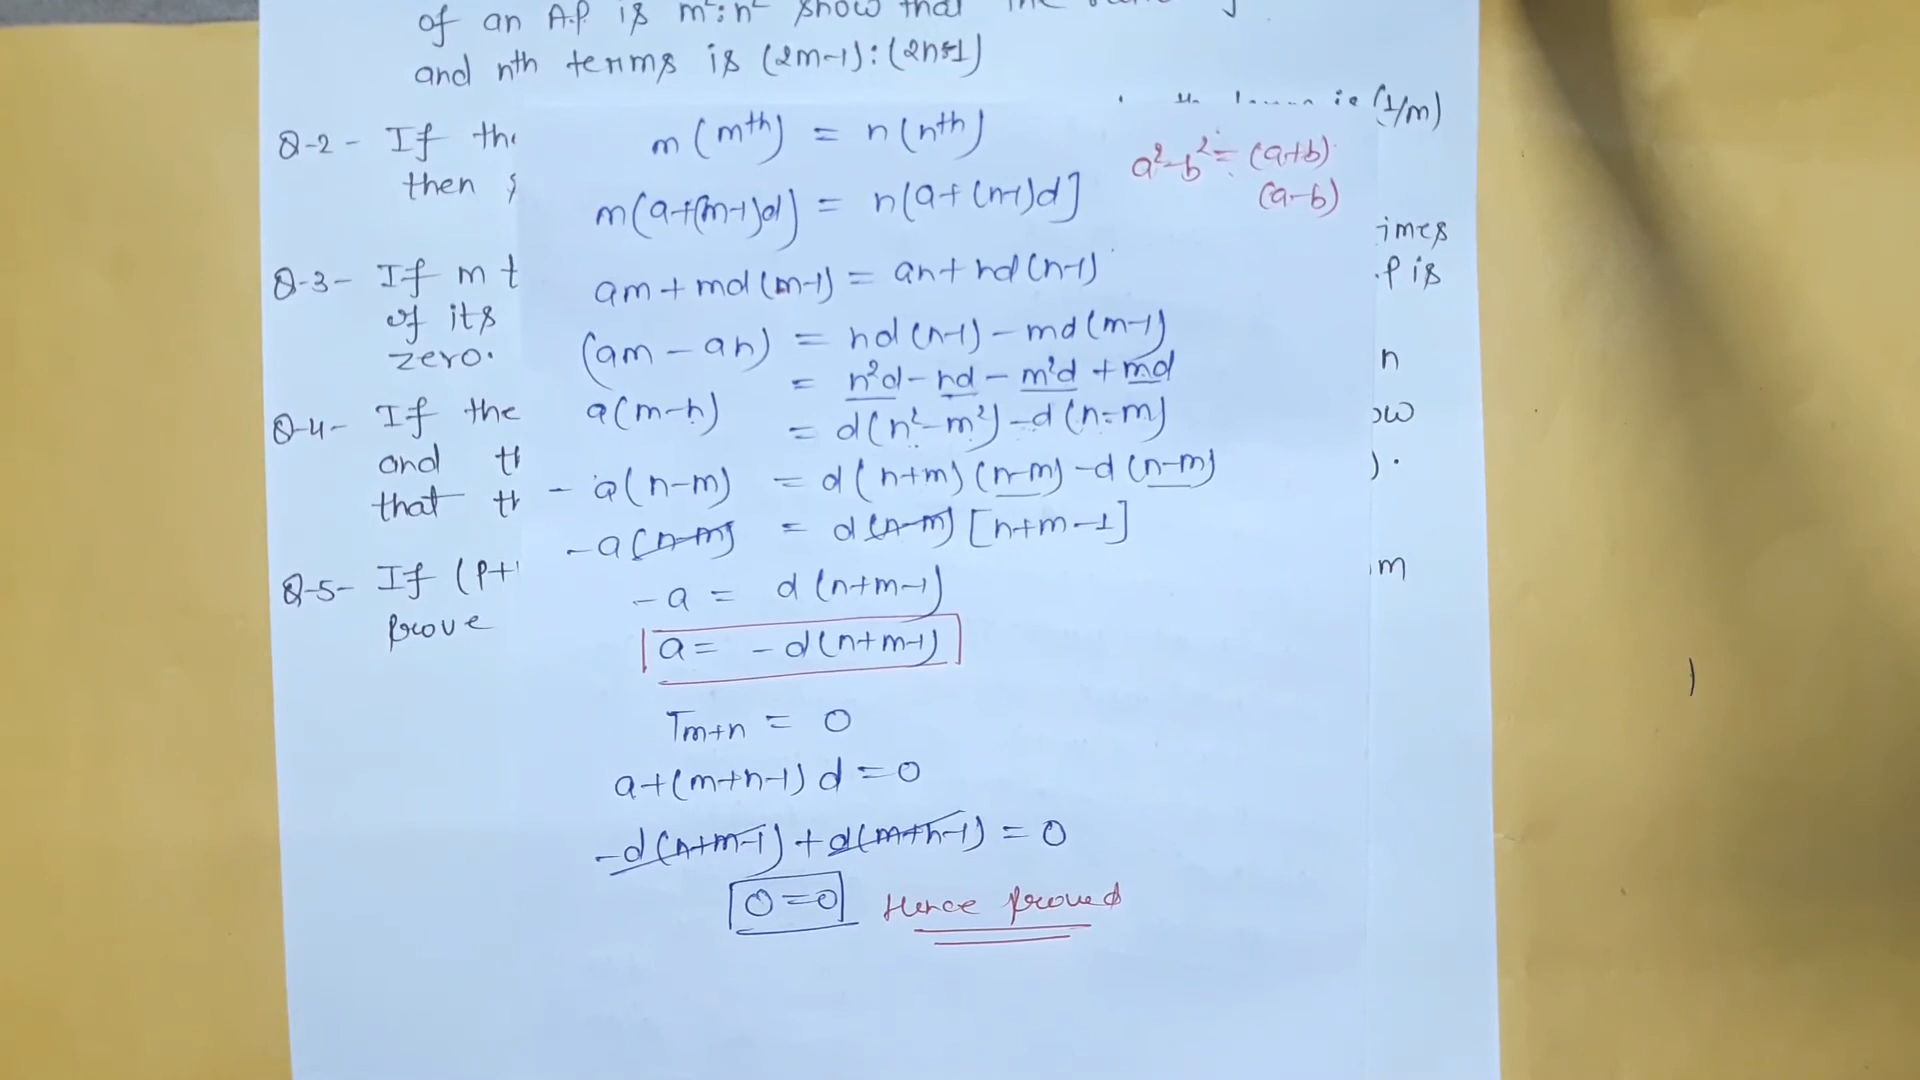 of an A.P is m²:n² show that the
and nth terms is (2m-1):(2n-1)
is (1/m)
Q-2- If the
then
Q-3- If m t
of its
zero.
imes
.P is
Q-4- If the
and th
that th
n
ow
).
Q-5- If (P+
prove
m
m(mth) = n(nth)
m(a+(m-1)d) = n(a+(n-1)d]
am+md(m-1) = an+nd(n-1)
(am-an) = nd(n-1)-md(m-1)
= n²d-nd-m²d+md
a(m-n) = d(n²-m²)-d(n-m)
-a(n-m) = d(n+m)(n-m)-d(n-m)
-a(n-m) = d(n-m)[n+m-1]
-a = d(n+m-1)
a = -d(n+m-1)
Tm+n = 0
a+(m+n-1)d=0
-d(n+m-1)+d(m+n-1)=0
0=0 Hence proved
a²-b²= (a+b)
(a-b)